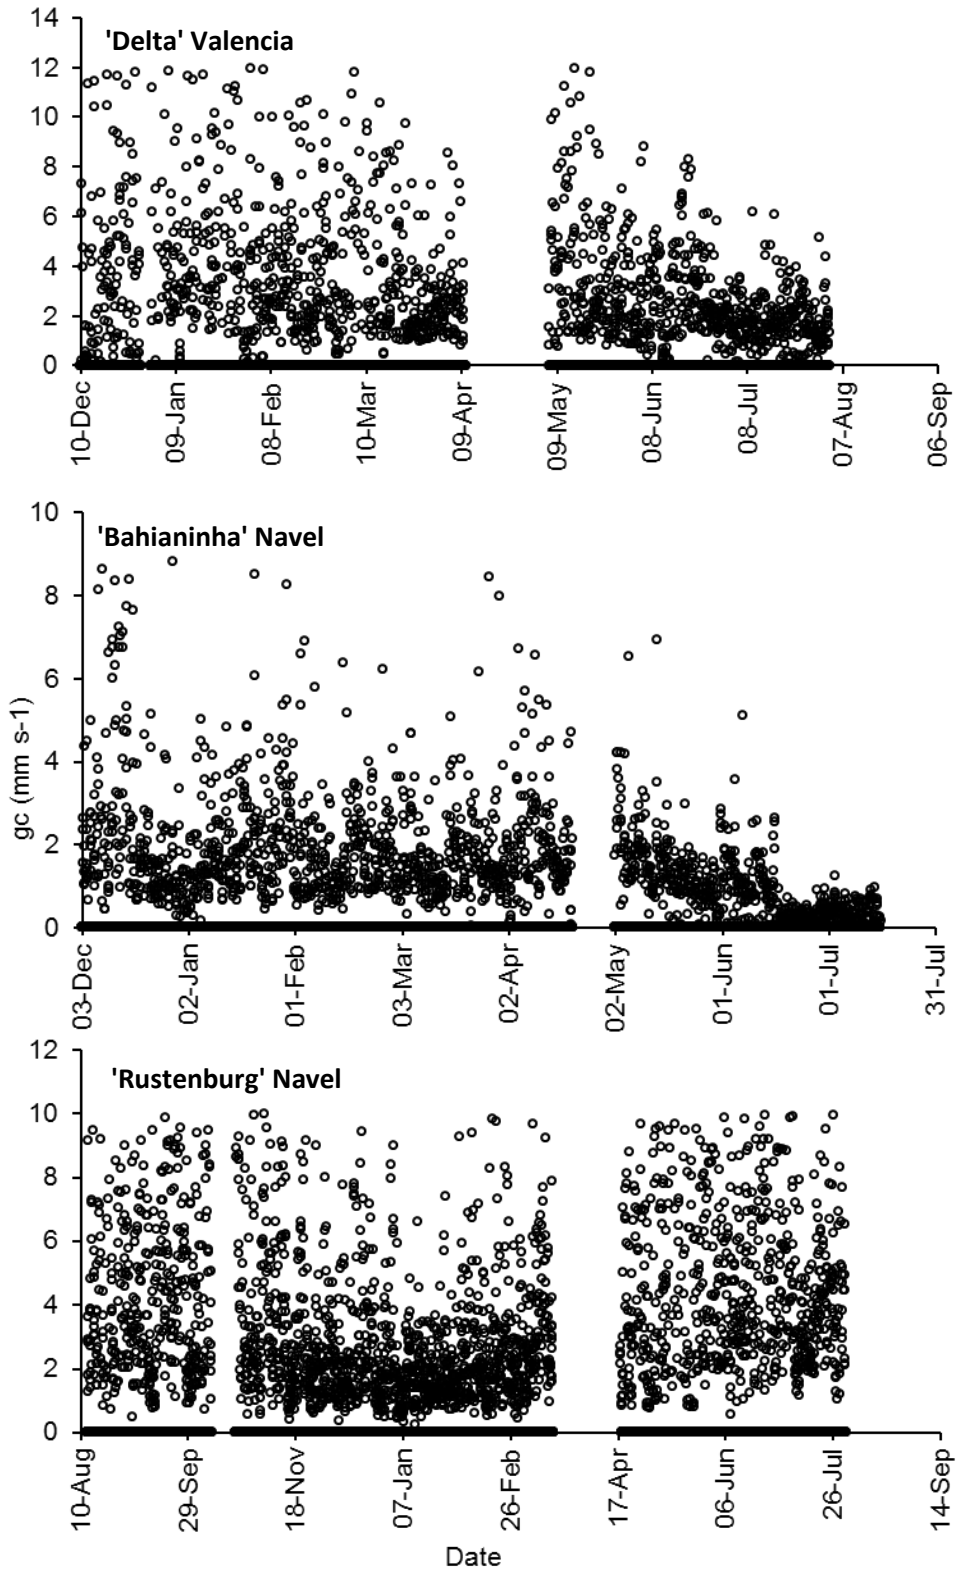 'Delta' Valencia
14
12
10
8
6
4
2
0
10-Dec
09-Jan
08-Feb
10-Mar
09-Apr
09-May
08-Jun
08-Jul
07-Aug
06-Sep
'Bahianinha' Navel
gc (mm s-1)
10
8
6
4
2
0
03-Dec
02-Jan
01-Feb
03-Mar
02-Apr
02-May
01-Jun
01-Jul
31-Jul
'Rustenburg' Navel
12
10
8
6
4
2
0
10-Aug
29-Sep
18-Nov
07-Jan
26-Feb
17-Apr
06-Jun
26-Jul
14-Sep
Date